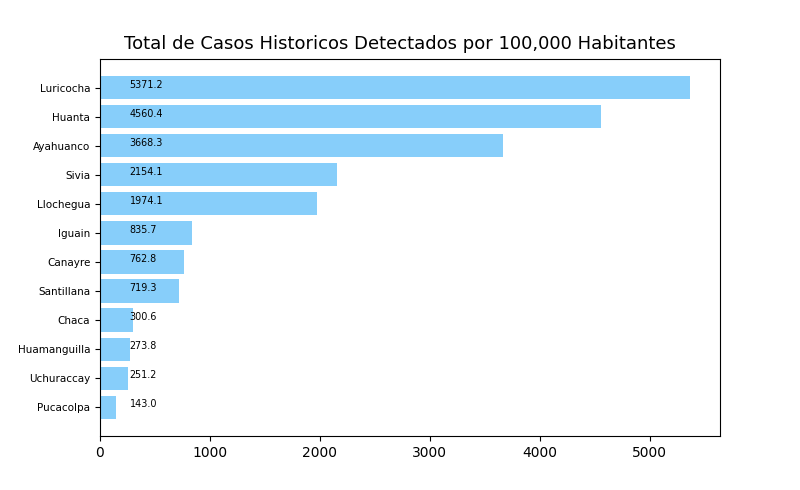 Total de Casos Historicos Detectados por 100,000 Habitantes
Luricocha 5371.2
Huanta 4560.4
Ayahuanco 3668.3
Sivia 2154.1
Llochegua 1974.1
Iguain 835.7
Canayre 762.8
Santillana 719.3
Chaca 300.6
Huamanguilla 273.8
Uchuraccay 251.2
Pucacolpa 143.0
0 1000 2000 3000 4000 5000